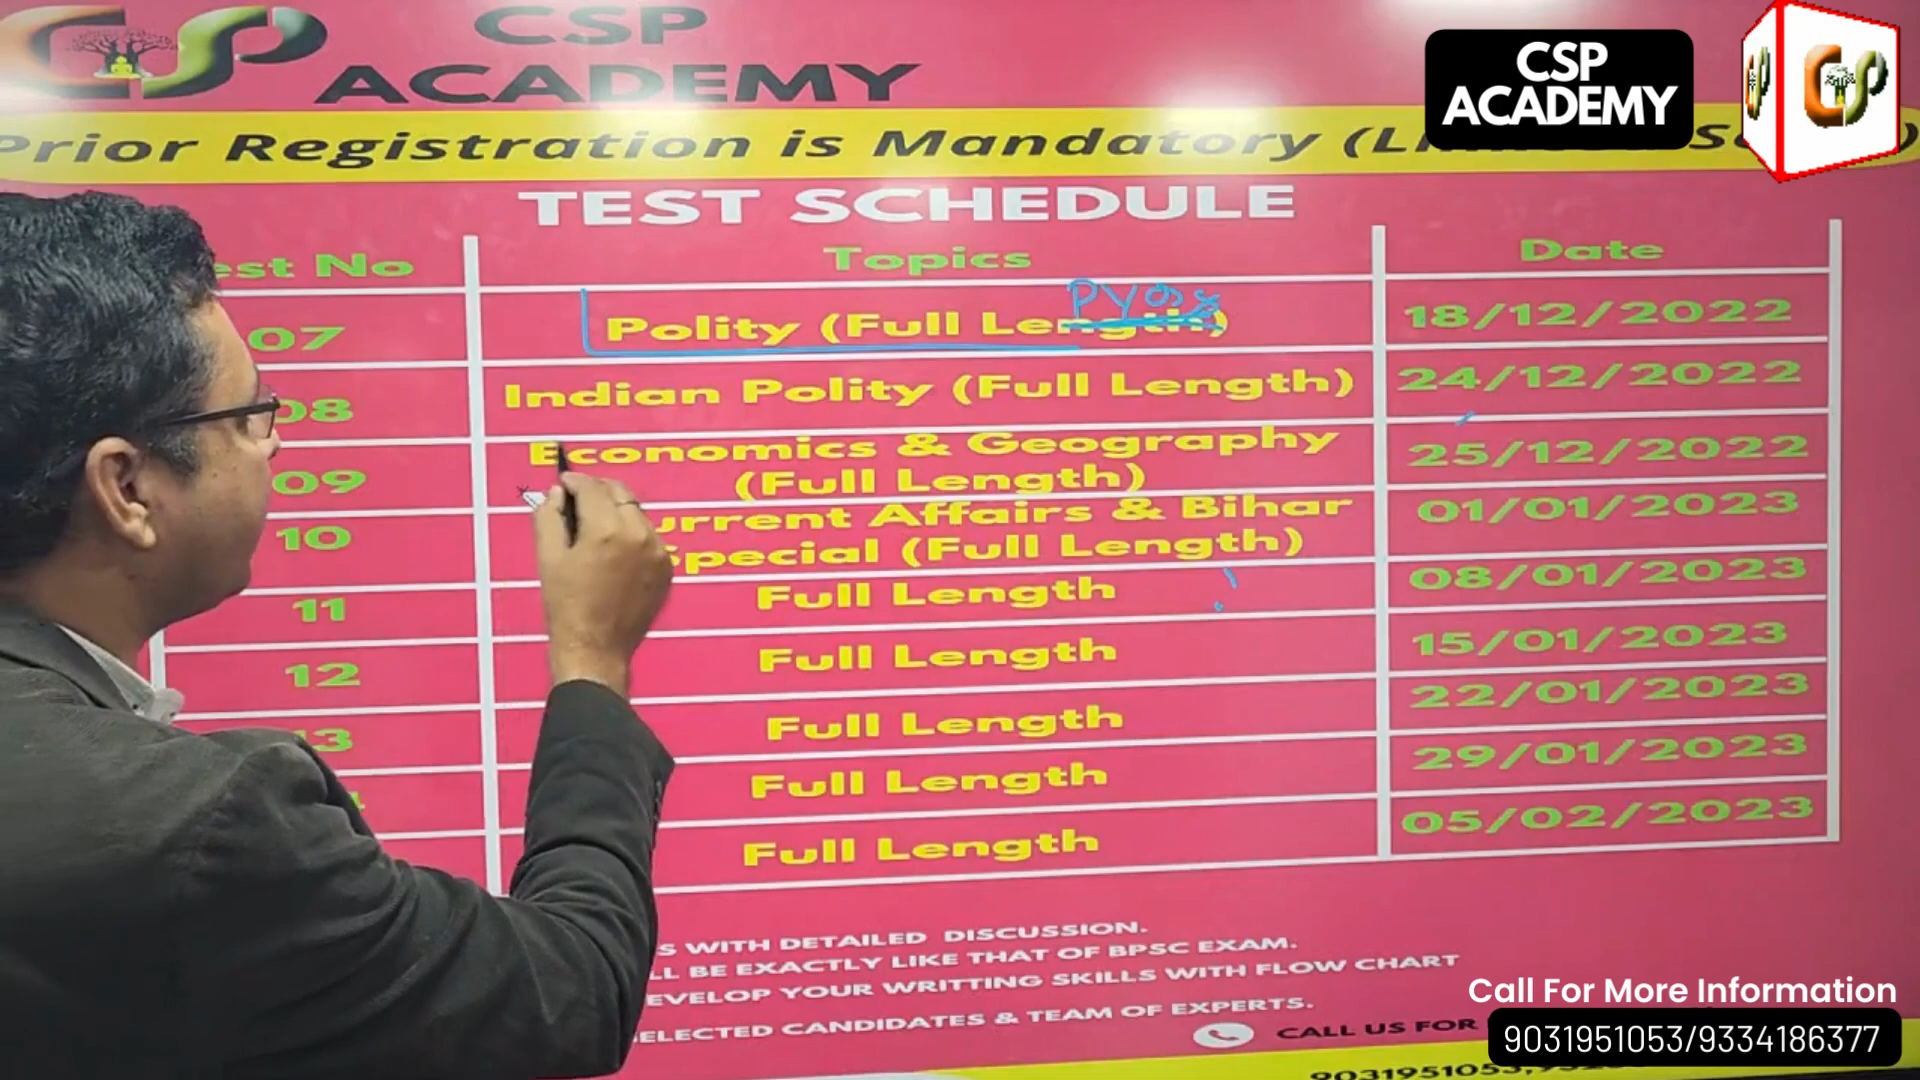 CSP
ACADEMY
CSP
ACADEMY
Prior Registration is Mandatory
TEST SCHEDULE
est No Topics Date
07 Polity (Full Length) 18/12/2022
PYQs
08 Indian Polity (Full Length) 24/12/2022
09 Economics & Geography 25/12/2022
(Full Length)
10 urrent Affairs & Bihar 01/01/2023
pecial (Full Length)
11 Full Length 08/01/2023
12 Full Length 15/01/2023
13 Full Length 22/01/2023
Full Length 29/01/2023
Full Length 05/02/2023
S WITH DETAILED DISCUSSION.
LL BE EXACTLY LIKE THAT OF BPSC EXAM.
EVELOP YOUR WRITTING SKILLS WITH FLOW CHART
ELECTED CANDIDATES & TEAM OF EXPERTS.
CALL US FOR
Call For More Information
9031951053/9334186377